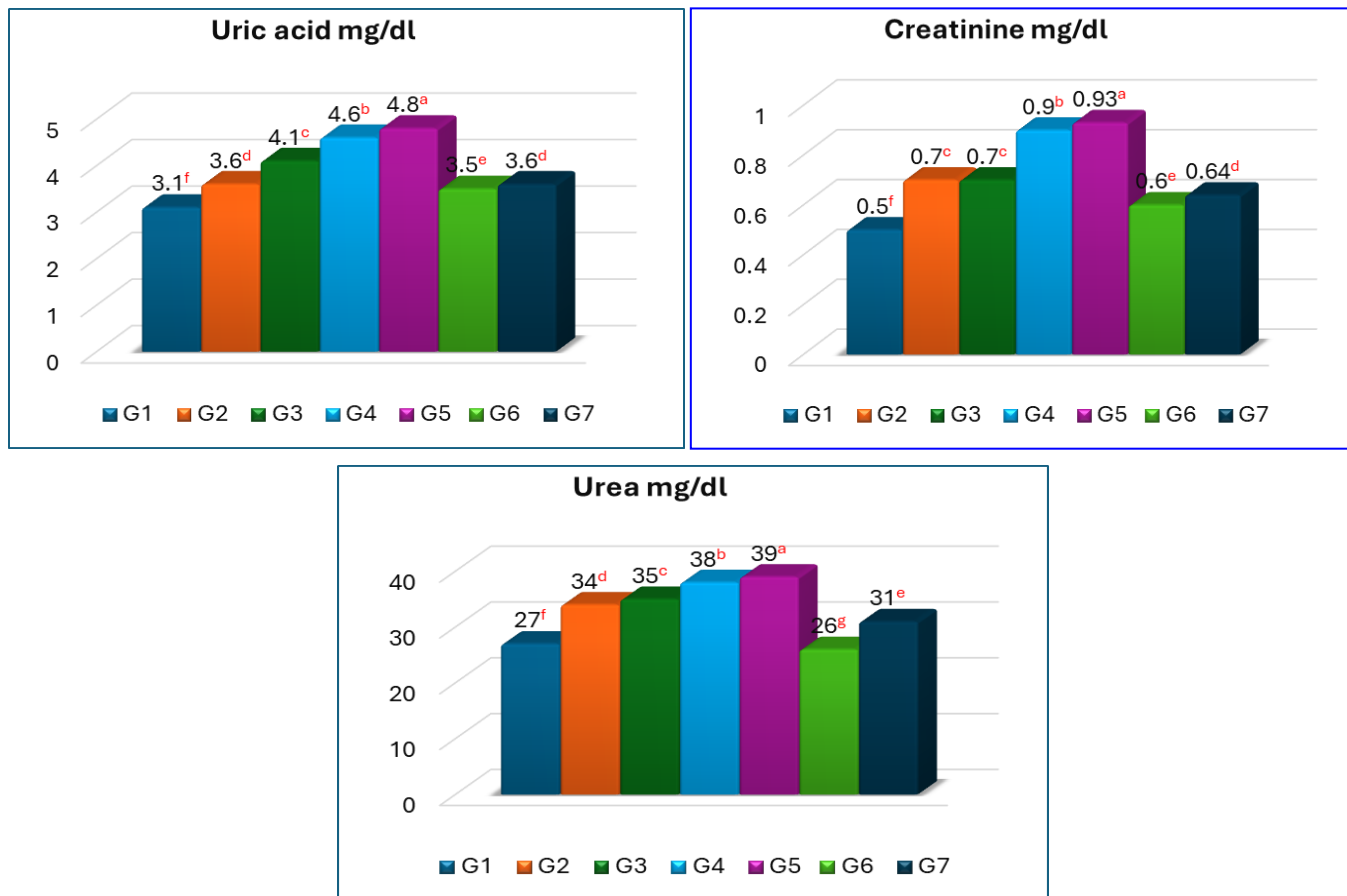 Uric acid mg/dl
5
4
3
2
1
0
3.1f
3.6d
4.1c
4.6b
4.8a
3.5e
3.6d
G1 G2 G3 G4 G5 G6 G7
Creatinine mg/dl
1
0.8
0.6
0.4
0.2
0
0.5f
0.7c
0.7c
0.9b
0.93a
0.6e
0.64d
G1 G2 G3 G4 G5 G6 G7
Urea mg/dl
40
30
20
10
0
27f
34d
35c
38b
39a
26g
31e
G1 G2 G3 G4 G5 G6 G7